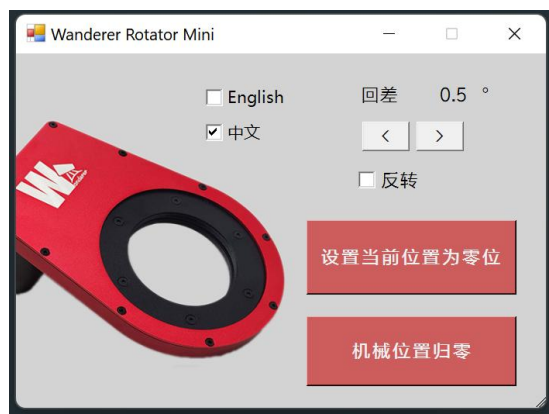 Wanderer Rotator Mini
English
中文
回差 0.5 °
< >
反转
设置当前位置为零位
机械位置归零
W